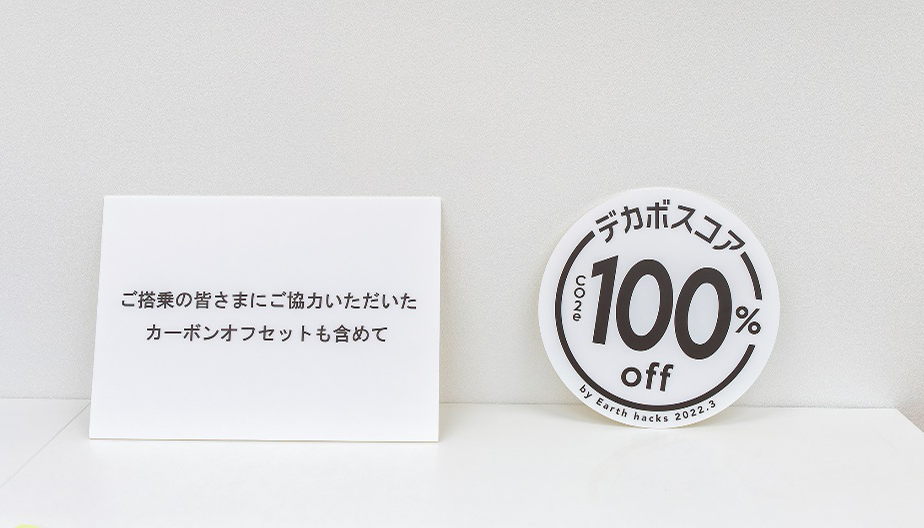 ご搭乗の皆さまにご協力いただいた
カーボンオフセットも含めて
デカボスコア
CO2e
100%
off
by Earth hacks 2022.3